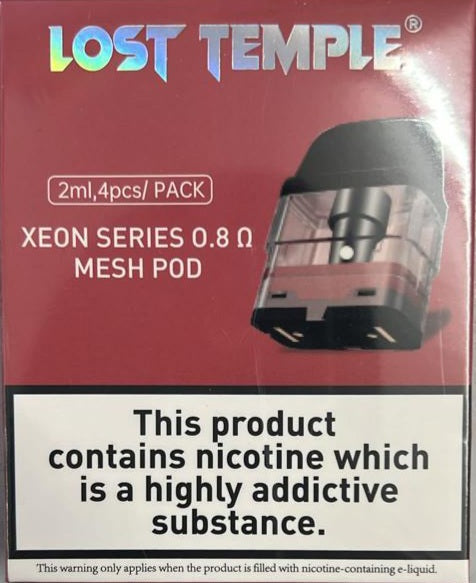 LOST TEMPLE®
2ml,4pcs/ PACK
XEON SERIES 0.8 Ω
MESH POD
This product
contains nicotine which
is a highly addictive
substance.
This warning only applies when the product is filled with nicotine-containing e-liquid.